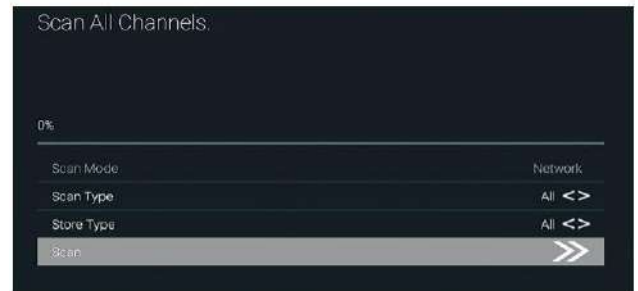 Scan All Channels.
0%
Scan Mode Network
Scan Type All <>
Store Type All <>
Scan